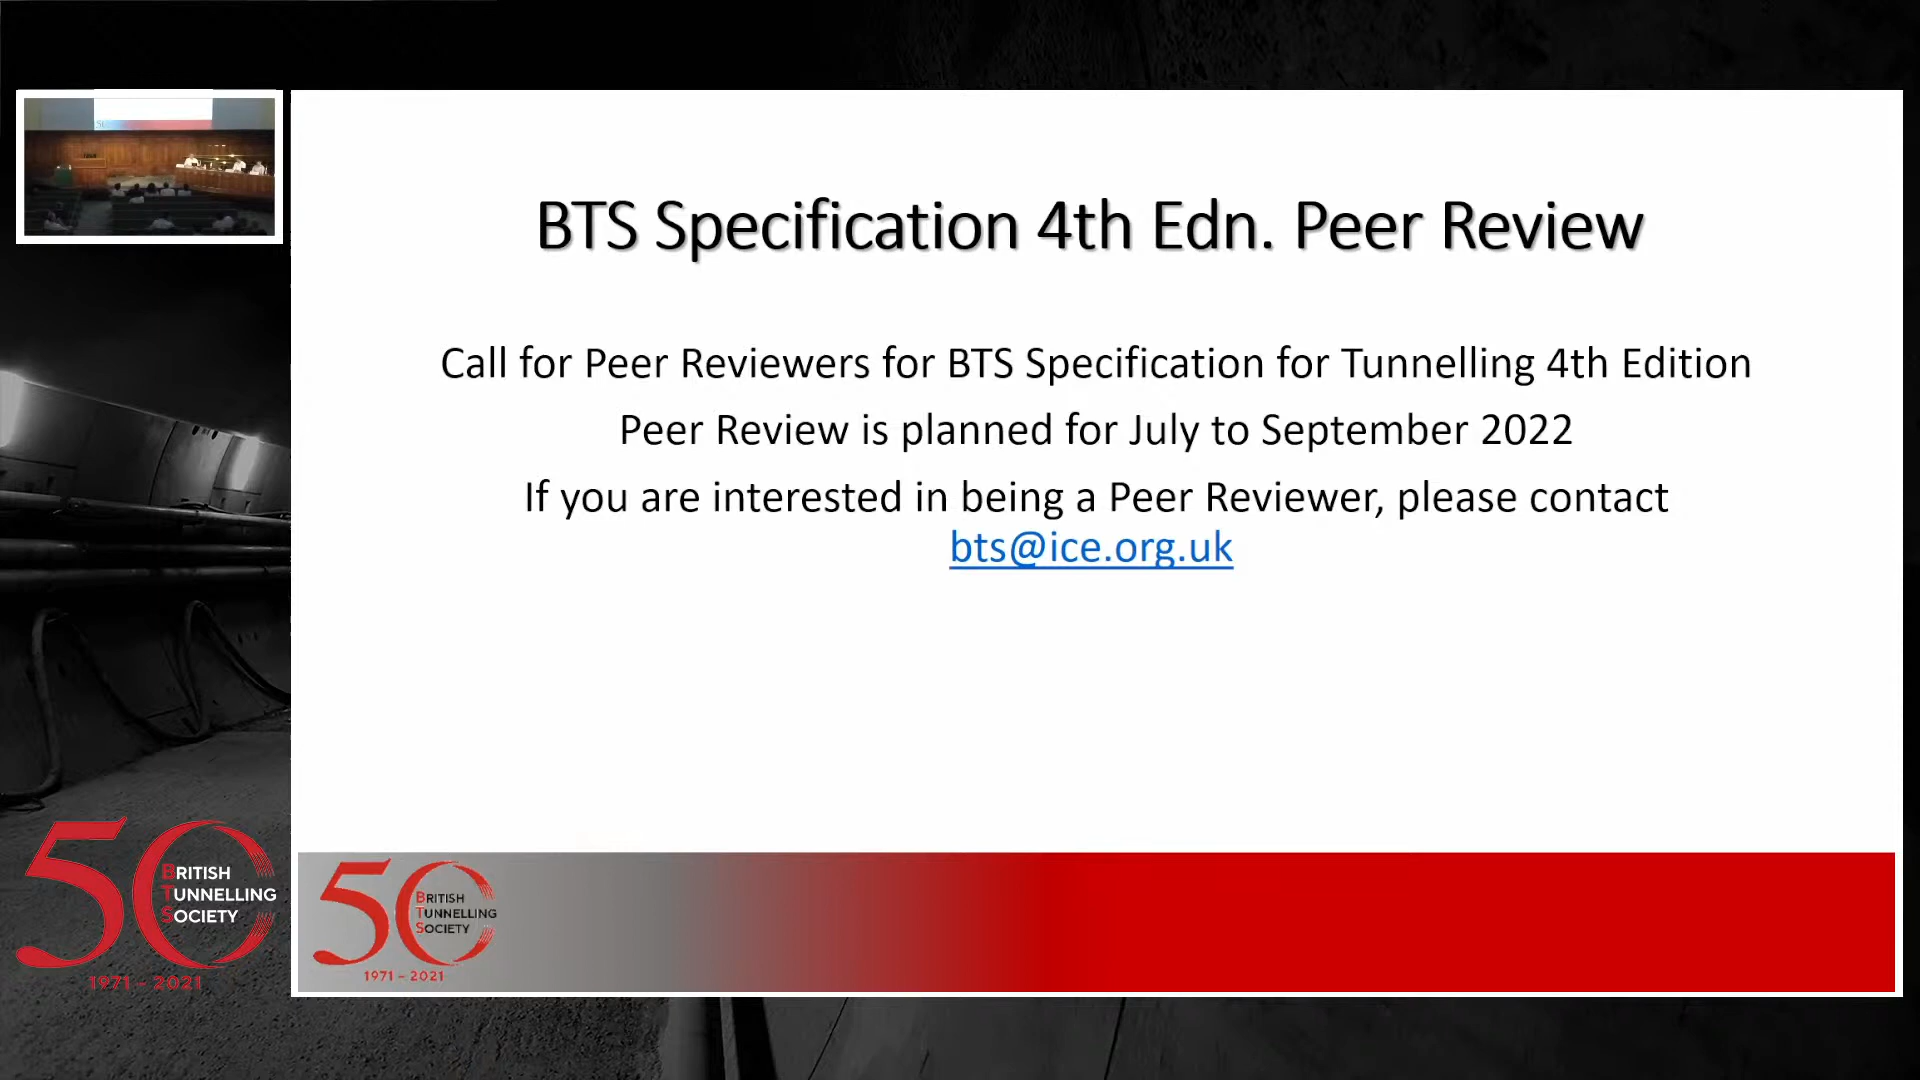 BTS Specification 4th Edn. Peer Review
Call for Peer Reviewers for BTS Specification for Tunnelling 4th Edition
Peer Review is planned for July to September 2022
If you are interested in being a Peer Reviewer, please contact
bts@ice.org.uk
50
BRITISH
TUNNELLING
SOCIETY
1971 - 2021
50
BRITISH
TUNNELLING
SOCIETY
1971 - 2021